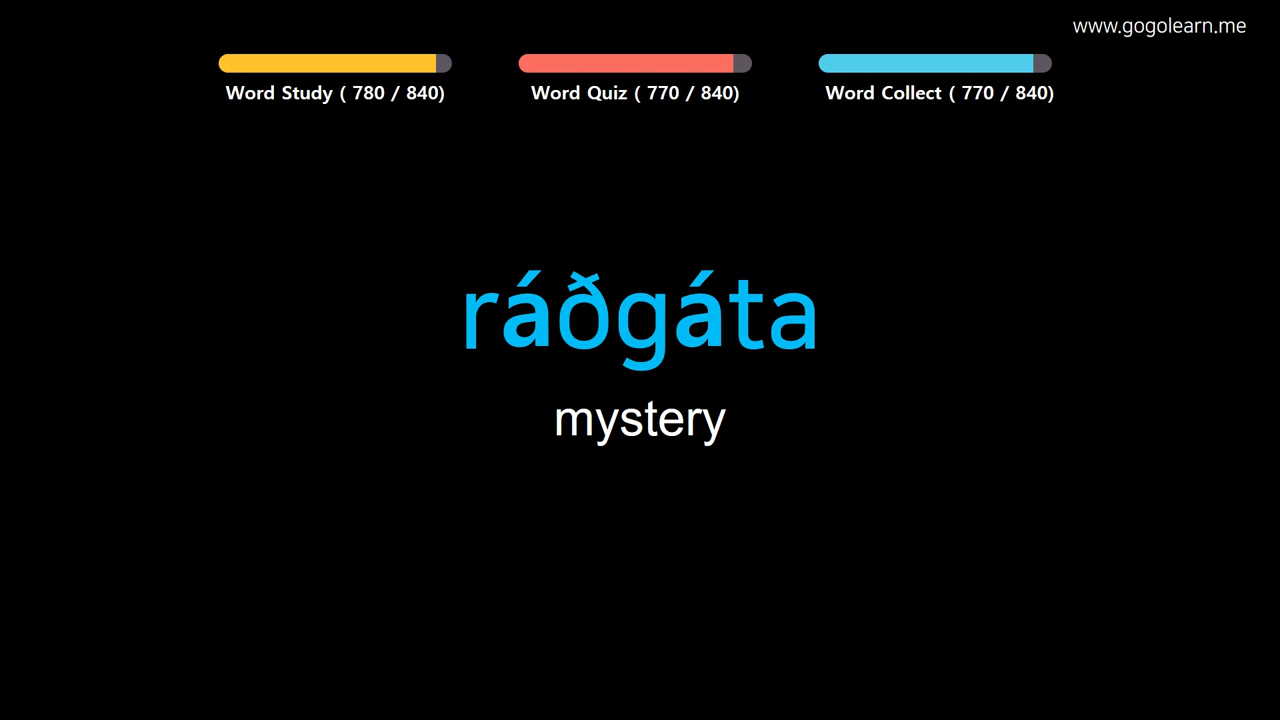 www.gogolearn.me
Word Study ( 780 / 840)
Word Quiz ( 770 / 840)
Word Collect ( 770 / 840)
ráðgáta
mystery